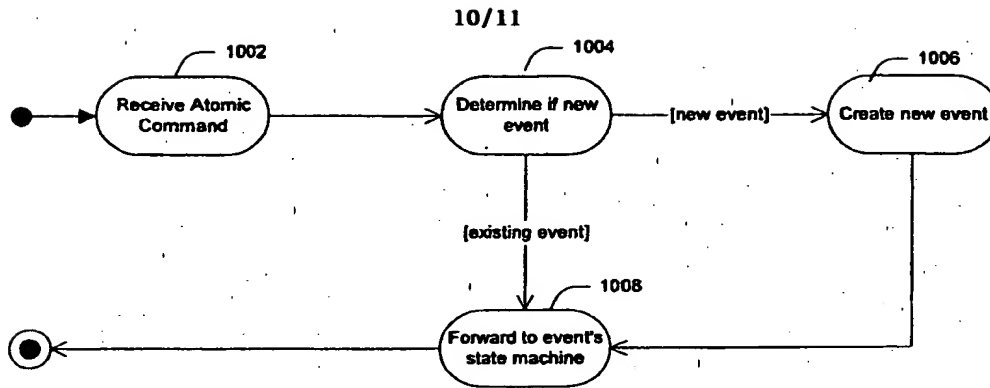 10/11
1002
1004
1006
Receive Atomic
Command
Determine if new
event
[new event]
Create new event
[existing event]
1008
Forward to event's
state machine